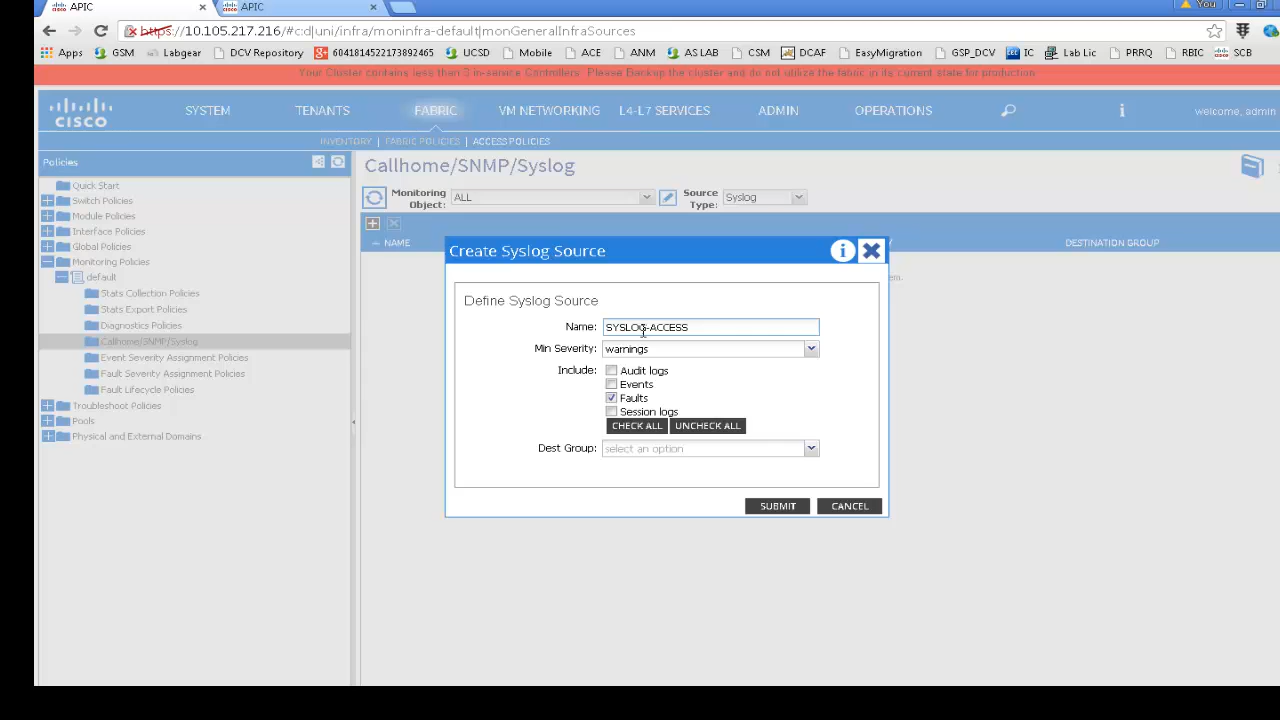 APIC
APIC
You
https://10.105.217.216/#c:d|uni/infra/moninfra-default|monGeneralInfraSources
Apps GSM Labgear DCV Repository 6041814522173892465 UCSD Mobile ACE ANM AS LAB CSM DCAF EasyMigration GSP_DCV IC Lab Lic PRRQ RBIC SCB
Your Cluster contains less than 3 in-service Controllers. Please Backup the cluster and do not utilize the fabric in its current state for production
CISCO SYSTEM TENANTS FABRIC VM NETWORKING L4-L7 SERVICES ADMIN OPERATIONS i welcome, admin
INVENTORY | FABRIC POLICIES | ACCESS POLICIES
Policies
Quick Start
Switch Policies
Module Policies
Interface Policies
Global Policies
Monitoring Policies
default
Stats Collection Policies
Stats Export Policies
Diagnostics Policies
Callhome/SNMP/Syslog
Event Severity Assignment Policies
Fault Severity Assignment Policies
Fault Lifecycle Policies
Troubleshoot Policies
Pools
Physical and External Domains
Callhome/SNMP/Syslog
Monitoring Object: ALL Source Type: Syslog
NAME DESTINATION GROUP
Create Syslog Source
Define Syslog Source
Name: SYSLOG-ACCESS
Min Severity: warnings
Include: Audit logs
Events
Faults
Session logs
CHECK ALL UNCHECK ALL
Dest Group: select an option
SUBMIT CANCEL